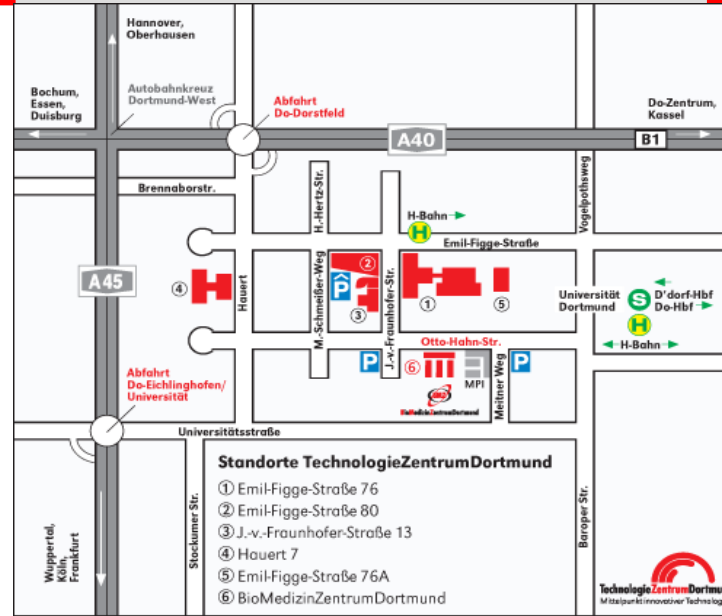 Hannover,
Oberhausen
Bochum,
Essen,
Duisburg
Autobahnkreuz
Dortmund-West
Abfahrt
Do-Dorstfeld
A40
Do-Zentrum,
Kassel
B1
Brennaborstr.
H.-Hertz-Str.
Vogelpothsweg
H-Bahn
H
Emil-Figge-Straße
A45
4
Hauert
M.-Schmeißer-Weg
2
P
3
J.-v.-Fraunhofer-Str.
1
5
Universität
Dortmund
S
D'dorf-Hbf
Do-Hbf
H
H-Bahn
Otto-Hahn-Str.
P
6
MPI
P
Meitner Weg
BioMedizinZentrumDortmund
Abfahrt
Do-Eichlinghofen/
Universität
Universitätsstraße
Stockumer Str.
Baroper Str.
Wuppertal,
Köln,
Frankfurt
Standorte TechnologieZentrumDortmund
1 Emil-Figge-Straße 76
2 Emil-Figge-Straße 80
3 J.-v.-Fraunhofer-Straße 13
4 Hauert 7
5 Emil-Figge-Straße 76A
6 BioMedizinZentrumDortmund
TechnologieZentrumDortmu
Mittelpunkt innovativer Technolog